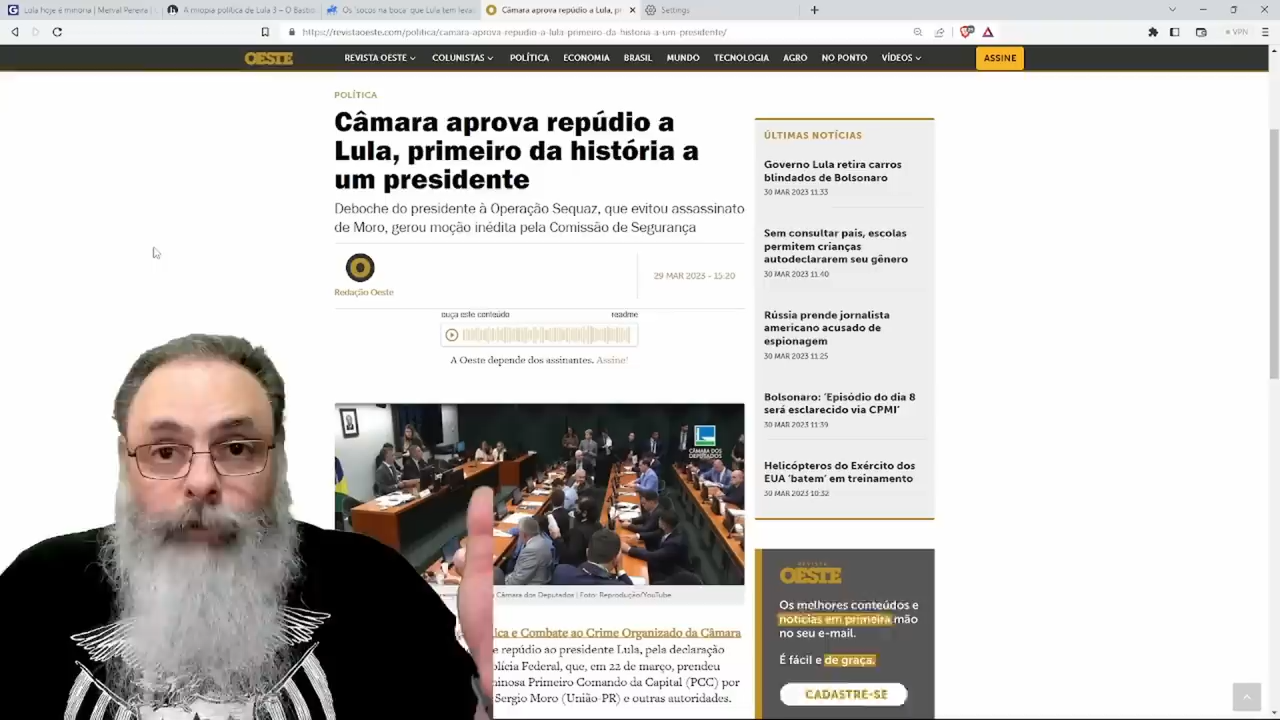 Lula hoje é minoria | Merval Pereira |
A miopia política de Lula 3 – O Basto
Os 'socos na boca' que Lula tem leva
Câmara aprova repúdio a Lula, pr
Settings
https://revistaoeste.com/politica/camara-aprova-repudio-a-lula-primeiro-da-historia-a-um-presidente/
VPN
OESTE
REVISTA OESTE
COLUNISTAS
POLÍTICA
ECONOMIA
BRASIL
MUNDO
TECNOLOGIA
AGRO
NO PONTO
VÍDEOS
ASSINE
POLÍTICA
Câmara aprova repúdio a
Lula, primeiro da história a
um presidente
Deboche do presidente à Operação Sequaz, que evitou assassinato
de Moro, gerou moção inédita pela Comissão de Segurança
Redação Oeste
29 MAR 2023 - 15:20
ouça este conteúdo
readme
A Oeste depende dos assinantes. Assine!
CÂMARA DOS
DEPUTADOS
Câmara dos Deputados | Foto: Reprodução/YouTube
ica e Combate ao Crime Organizado da Câmara
e repúdio ao presidente Lula, pela declaração
olícia Federal, que, em 22 de março, prendeu
inosa Primeiro Comando da Capital (PCC) por
Sergio Moro (União-PR) e outras autoridades.
ÚLTIMAS NOTÍCIAS
Governo Lula retira carros
blindados de Bolsonaro
30 MAR 2023 11:33
Sem consultar pais, escolas
permitem crianças
autodeclararem seu gênero
30 MAR 2023 11:40
Rússia prende jornalista
americano acusado de
espionagem
30 MAR 2023 11:25
Bolsonaro: 'Episódio do dia 8
será esclarecido via CPMI'
30 MAR 2023 11:39
Helicópteros do Exército dos
EUA 'batem' em treinamento
30 MAR 2023 10:32
REVISTA
OESTE
Os melhores conteúdos e
notícias em primeira mão
no seu e-mail.
É fácil e de graça.
CADASTRE-SE